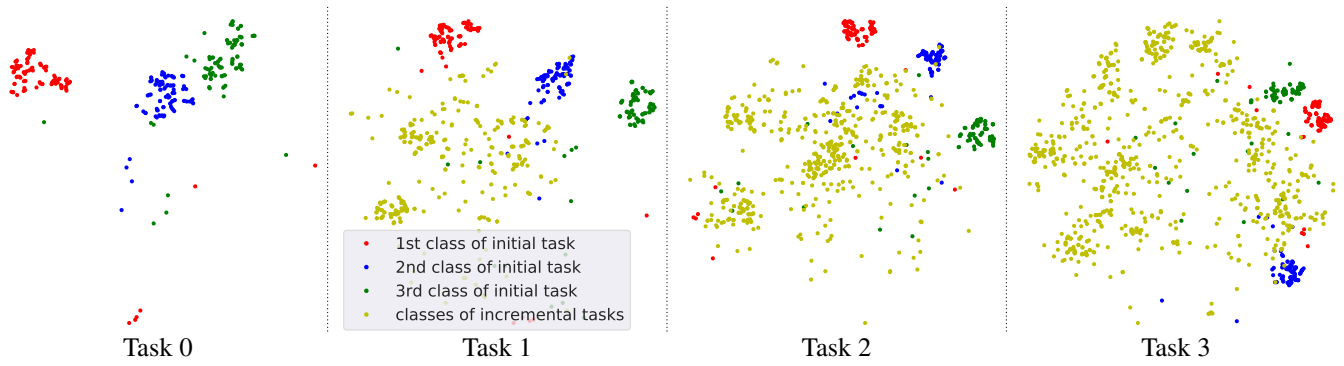 1st class of initial task
2nd class of initial task
3rd class of initial task
classes of incremental tasks
Task 0
Task 1
Task 2
Task 3